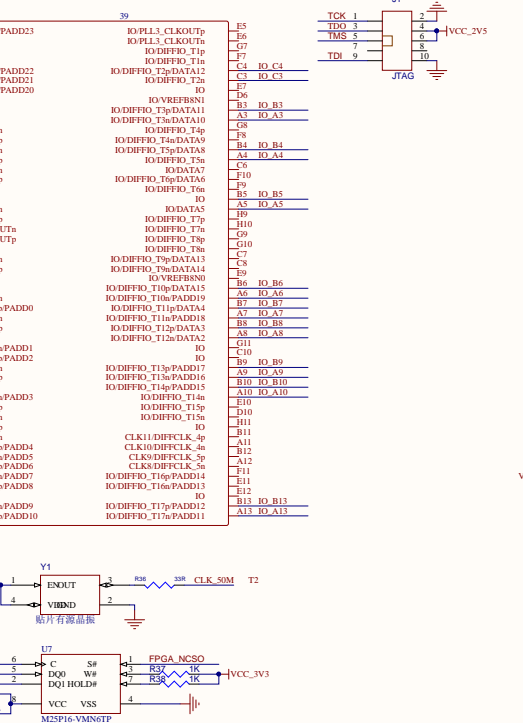 39
PADD23 IO/PLL3_CLKOUTp E5
IO/PLL3_CLKOUTn E6
IO/DIFFIO_T1p G7
IO/DIFFIO_T1n F7
PADD22 IO/DIFFIO_T2p/DATA12 C4 IO_C4
PADD21 IO/DIFFIO_T2n C3 IO_C3
PADD20 IO E7
IO/VREFB8N1 D6
IO/DIFFIO_T3p/DATA11 B3 IO_B3
IO/DIFFIO_T3n/DATA10 A3 IO_A3
IO/DIFFIO_T4p G8
IO/DIFFIO_T4n/DATA9 F8
IO/DIFFIO_T5p/DATA8 B4 IO_B4
IO/DIFFIO_T5n A4 IO_A4
IO/DATA7 C6
IO/DIFFIO_T6p/DATA6 F10
IO/DIFFIO_T6n F9
IO B5 IO_B5
IO/DATA5 A5 IO_A5
IO/DIFFIO_T7p H9
UTn IO/DIFFIO_T7n H10
UTp IO/DIFFIO_T8p G9
IO/DIFFIO_T8n G10
IO/DIFFIO_T9p/DATA13 C7
IO/DIFFIO_T9n/DATA14 C8
IO/VREFB8N0 E9
IO/DIFFIO_T10p/DATA15 B6 IO_B6
IO/DIFFIO_T10n/PADD19 A6 IO_A6
p/PADD0 IO/DIFFIO_T11p/DATA4 B7 IO_B7
IO/DIFFIO_T11n/PADD18 A7 IO_A7
IO/DIFFIO_T12p/DATA3 B8 IO_B8
IO/DIFFIO_T12n/DATA2 A8 IO_A8
n/PADD1 IO G11
p/PADD2 IO C10
IO/DIFFIO_T13p/PADD17 B9 IO_B9
IO/DIFFIO_T13n/PADD16 A9 IO_A9
IO/DIFFIO_T14p/PADD15 B10 IO_B10
n/PADD3 IO/DIFFIO_T14n A10 IO_A10
IO/DIFFIO_T15p E10
IO/DIFFIO_T15n D10
IO H11
CLK11/DIFFCLK_4p B11
p/PADD4 CLK10/DIFFCLK_4n A11
n/PADD5 CLK9/DIFFCLK_5p B12
p/PADD6 CLK8/DIFFCLK_5n A12
n/PADD7 IO/DIFFIO_T16p/PADD14 F11
p/PADD8 IO/DIFFIO_T16n/PADD13 E11
IO E12
n/PADD9 IO/DIFFIO_T17p/PADD12 B13 IO_B13
p/PADD10 IO/DIFFIO_T17n/PADD11 A13 IO_A13
TCK 1 2
TDO 3 4 VCC_2V5
TMS 5 6
7 8
TDI 9 10
JTAG
Y1
1 EN OUT 3 R36 33R CLK_50M T2
4 2
贴片有源晶振
U7
6 C S# 1 FPGA_NCSO
5 DQ0 W# 3 R37 1K VCC_3V3
2 DQ1 HOLD# 7 R38 1K
8 VCC VSS 4
M25P16-VMN6TP